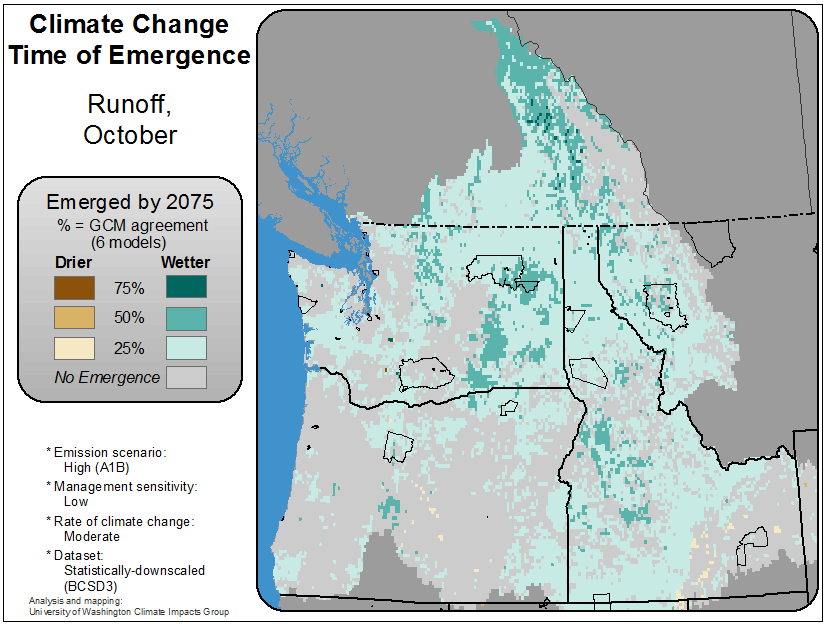 Climate Change
Time of Emergence
Runoff,
October
Emerged by 2075
% = GCM agreement
(6 models)
Drier Wetter
75%
50%
25%
No Emergence
* Emission scenario:
High (A1B)
* Management sensitivity:
Low
* Rate of climate change:
Moderate
* Dataset:
Statistically-downscaled
(BCSD3)
Analysis and mapping:
University of Washington Climate Impacts Group